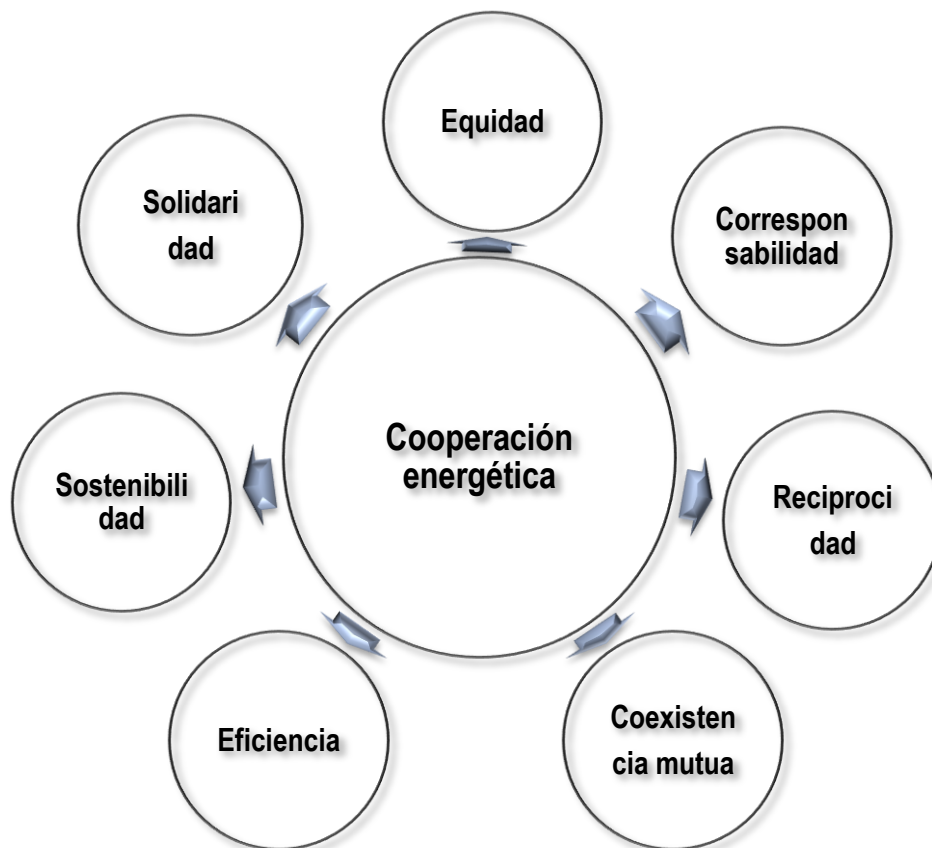 Equidad
Solidari
dad
Correspon
sabilidad
Cooperación
energética
Sostenibili
dad
Reciproci
dad
Eficiencia
Coexisten
cia mutua